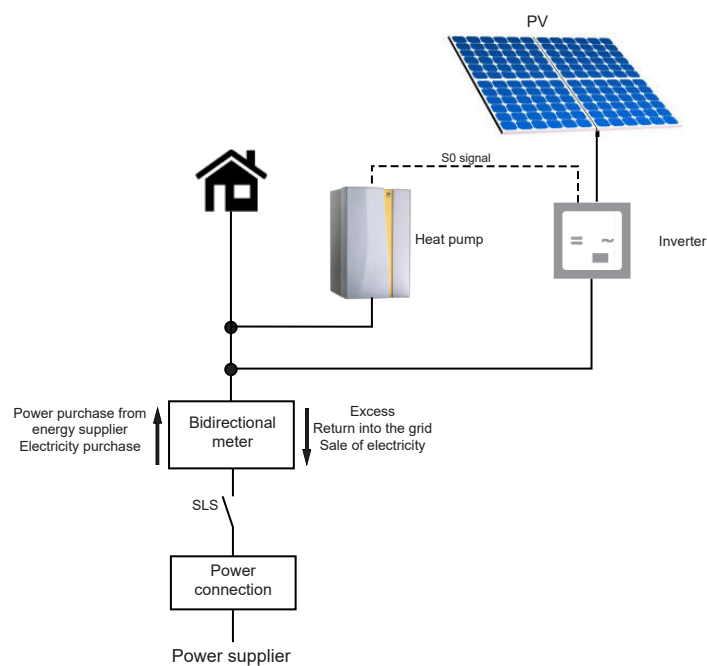 PV
S0 signal
Heat pump
Inverter
Power purchase from
energy supplier
Electricity purchase
Bidirectional
meter
Excess
Return into the grid
Sale of electricity
SLS
Power
connection
Power supplier